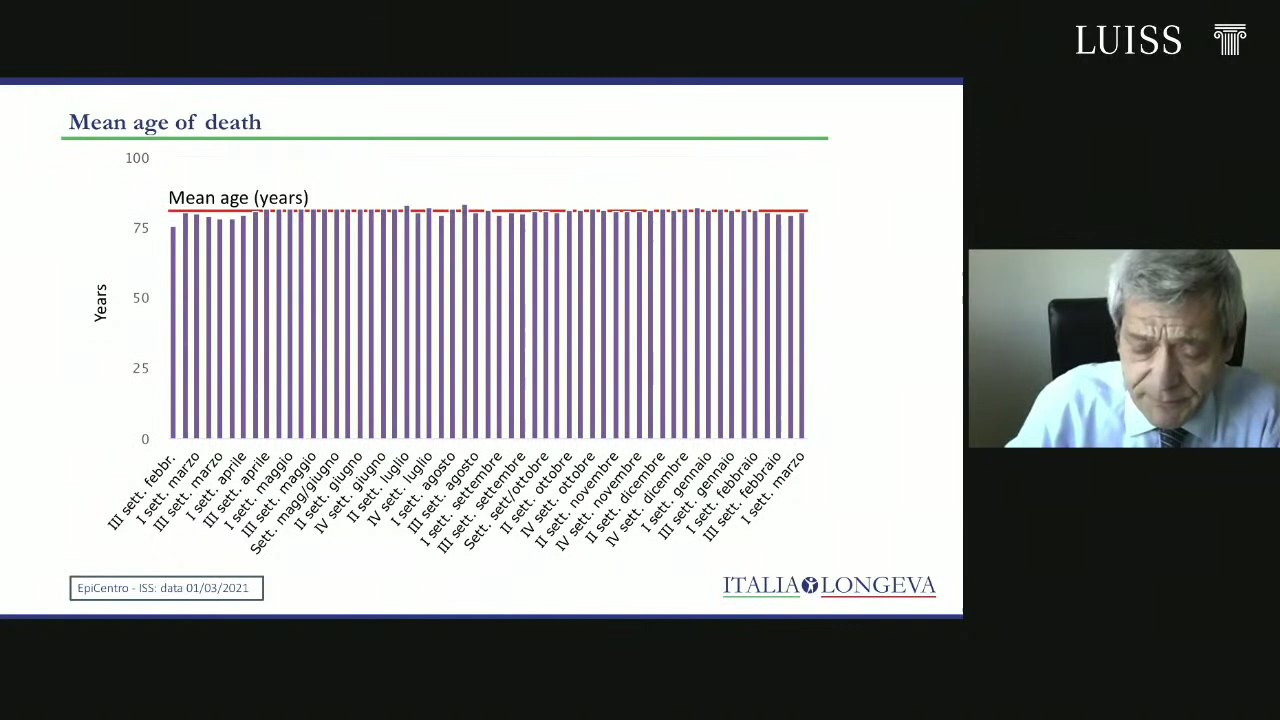 LUISS
Mean age of death
100
Mean age (years)
75
50
25
0
Years
III sett. febbr.
I sett. marzo
III sett. marzo
I sett. aprile
III sett. aprile
I sett. maggio
III sett. maggio
Sett. magg/giugno
II sett. giugno
IV sett. giugno
II sett. luglio
IV sett. luglio
I sett. agosto
III sett. agosto
I sett. settembre
III sett. settembre
Sett. sett/ottobre
II sett. ottobre
IV sett. ottobre
II sett. novembre
IV sett. novembre
II sett. dicembre
IV sett. dicembre
I sett. gennaio
III sett. gennaio
I sett. febbraio
III sett. febbraio
I sett. marzo
EpiCentro - ISS: data 01/03/2021
ITALIA LONGEVA